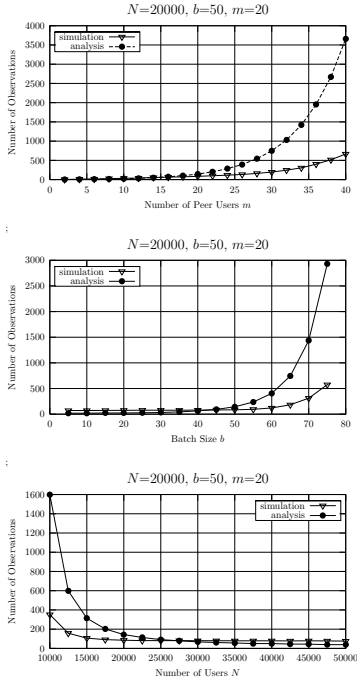 N=20000, b=50, m=20
4000
3500
3000
2500
2000
1500
1000
500
0
Number of Observations
simulation
analysis
0 5 10 15 20 25 30 35 40
Number of Peer Users m
;
N=20000, b=50, m=20
3000
2500
2000
1500
1000
500
0
Number of Observations
simulation
analysis
0 10 20 30 40 50 60 70 80
Batch Size b
;
N=20000, b=50, m=20
1600
1400
1200
1000
800
600
400
200
0
Number of Observations
simulation
analysis
10000 15000 20000 25000 30000 35000 40000 45000 50000
Number of Users N